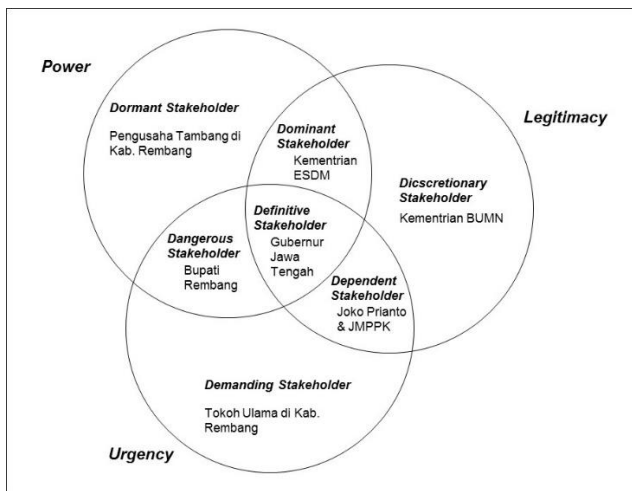 Power
Legitimacy
Dormant Stakeholder
Pengusaha Tambang di
Kab. Rembang
Dominant
Stakeholder
Kementrian
ESDM
Dicscretionary
Stakeholder
Kementrian BUMN
Definitive
Stakeholder
Gubernur
Jawa
Tengah
Dangerous
Stakeholder
Bupati
Rembang
Dependent
Stakeholder
Joko Prianto
& JMPPK
Demanding Stakeholder
Tokoh Ulama di Kab.
Rembang
Urgency